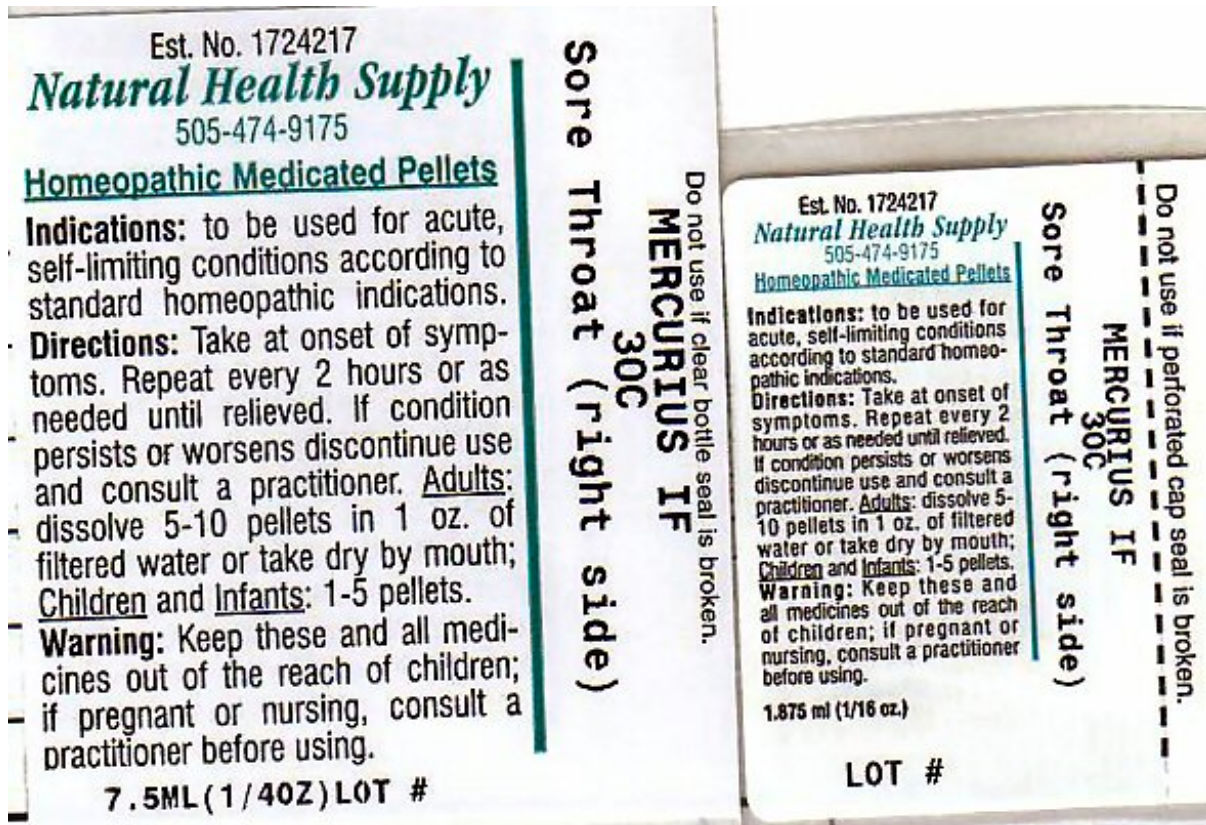 Est. No. 1724217
Natural Health Supply
505-474-9175
Homeopathic Medicated Pellets
Indications: to be used for acute,
self-limiting conditions according to
standard homeopathic indications.
Directions: Take at onset of symp-
toms. Repeat every 2 hours or as
needed until relieved. If condition
persists or worsens discontinue use
and consult a practitioner. Adults:
dissolve 5-10 pellets in 1 oz. of
filtered water or take dry by mouth;
Children and Infants: 1-5 pellets.
Warning: Keep these and all medi-
cines out of the reach of children;
if pregnant or nursing, consult a
practitioner before using.
7.5ML(1/4OZ)LOT #
Sore Throat (right side)
30C
MERCURIUS IF
Do not use if clear bottle seal is broken.
Est. No. 1724217
Natural Health Supply
505-474-9175
Homeopathic Medicated Pellets
Indications: to be used for
acute, self-limiting conditions
according to standard homeo-
pathic indications.
Directions: Take at onset of
symptoms. Repeat every 2
hours or as needed until relieved.
If condition persists or worsens
discontinue use and consult a
practitioner. Adults: dissolve 5-
10 pellets in 1 oz. of filtered
water or take dry by mouth;
Children and Infants: 1-5 pellets.
Warning: Keep these and
all medicines out of the reach
of children; if pregnant or
nursing, consult a practitioner
before using.
1.875 ml (1/16 oz.)
LOT #
Sore Throat (right side)
30C
MERCURIUS IF
Do not use if perforated cap seal is broken.